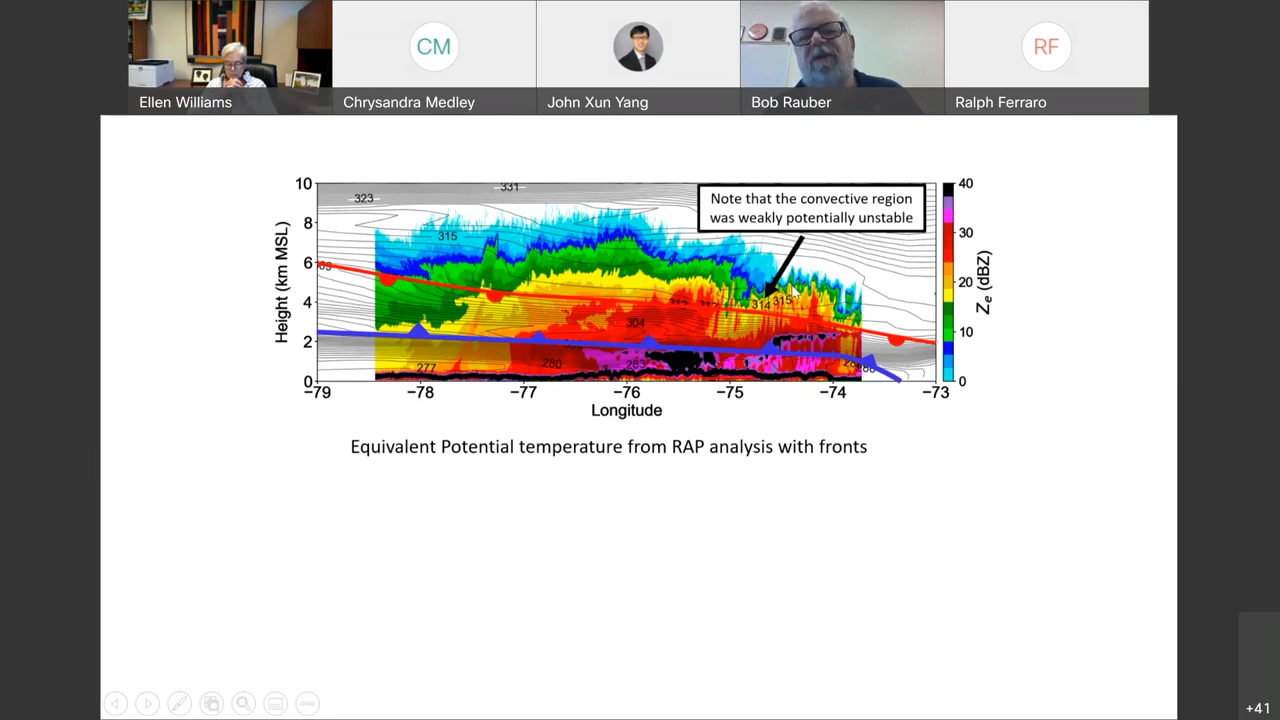 CM
RF
Ellen Williams
Chrysandra Medley
John Xun Yang
Bob Rauber
Ralph Ferraro
Note that the convective region
was weakly potentially unstable
10
8
6
4
2
0
Height (km MSL)
323
331
315
314
315
304
277
280
283
−79
−78
−77
−76
−75
−74
−73
Longitude
40
30
20
10
0
Ze (dBZ)
Equivalent Potential temperature from RAP analysis with fronts
+41